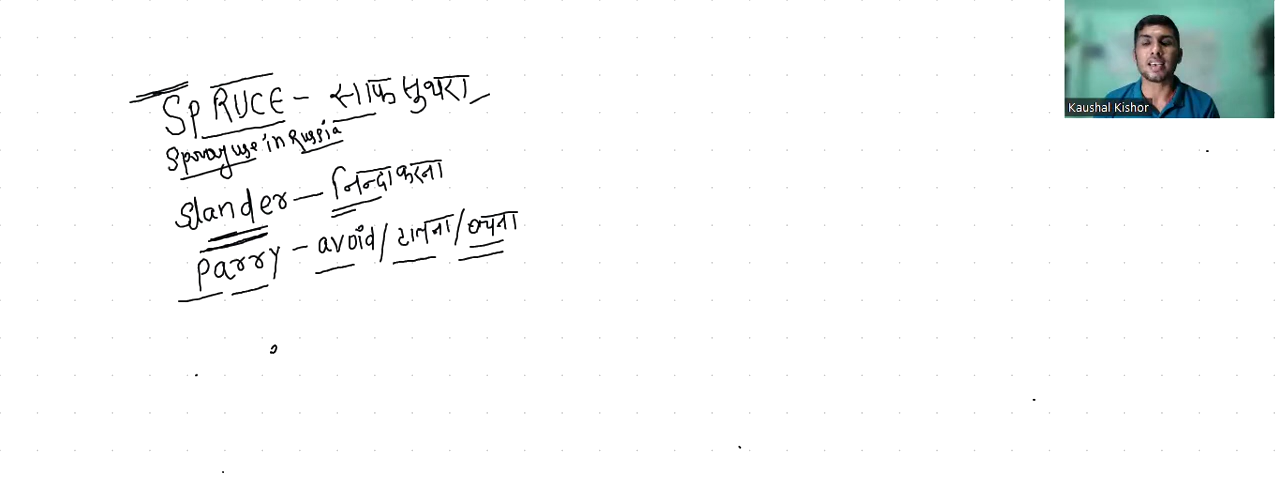 SpRUCE - साफ सुथरा
Spray use in Russia
Slander - निन्दा करना
Parry - avoid / टालना / बचना
Kaushal Kishor